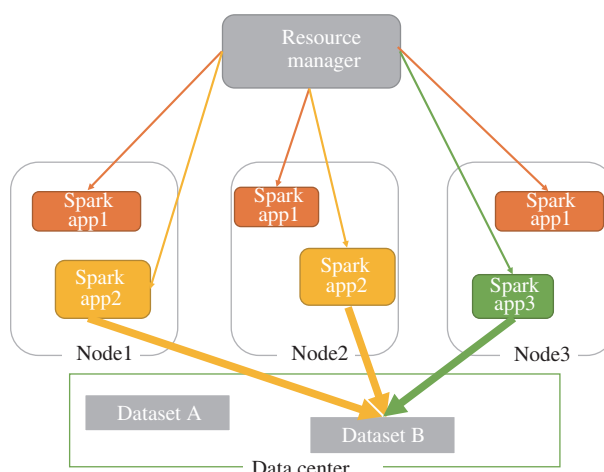 Resource
manager
Spark
app1
Spark
app2
Node1
Spark
app1
Spark
app2
Node2
Spark
app1
Spark
app3
Node3
Dataset A
Dataset B
Data center